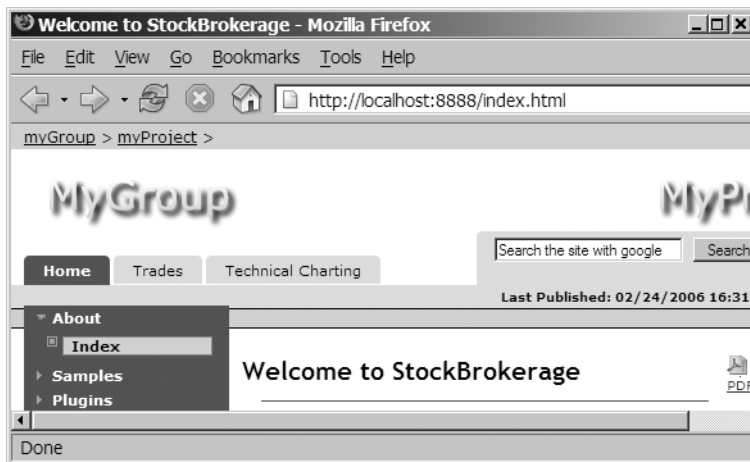 Welcome to StockBrokerage - Mozilla Firefox
File Edit View Go Bookmarks Tools Help
http://localhost:8888/index.html
myGroup > myProject >
MyGroup
MyPr
Search the site with google Search
Home Trades Technical Charting
Last Published: 02/24/2006 16:31
About
Index
Samples
Plugins
Welcome to StockBrokerage
PDF
Done